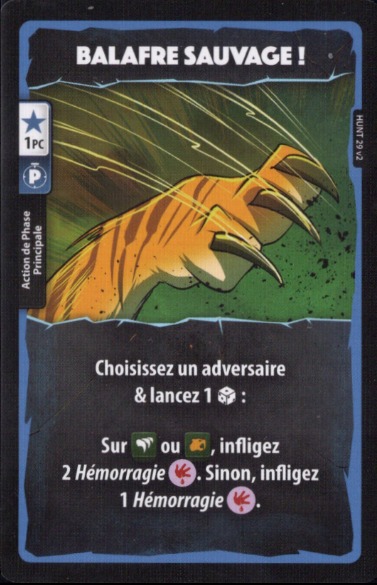 BALAFRE SAUVAGE !
1PC
P
Action de Phase
Principale
HUNT 29 v2
Choisissez un adversaire
& lancez 1 :
Sur ou , infligez
2 Hémorragie . Sinon, infligez
1 Hémorragie .